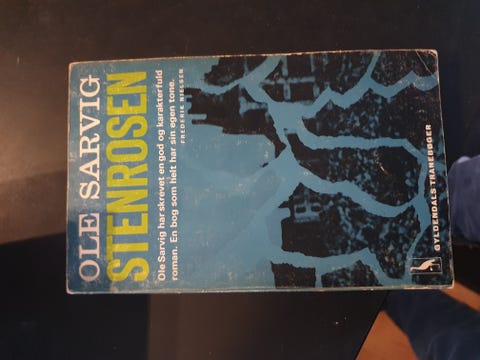 OLE SARVIG
STENROSEN
Ole Sarvig har skrevet en god og karakterfuld
roman. En bog som helt har sin egen tone.
FREDERIK NIELSEN
GYLDENDALS TRANEBØGER